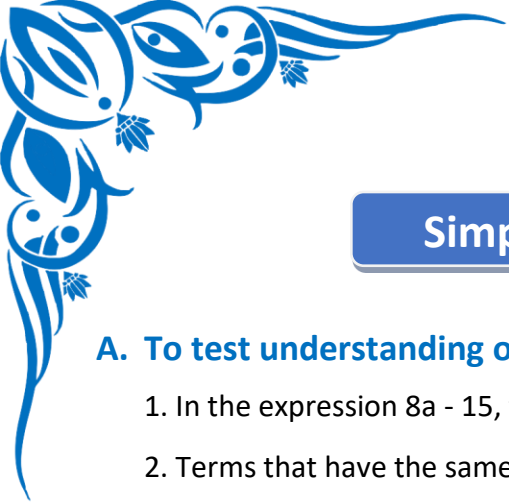 Simp
A. To test understanding o
1. In the expression 8a - 15,
2. Terms that have the same